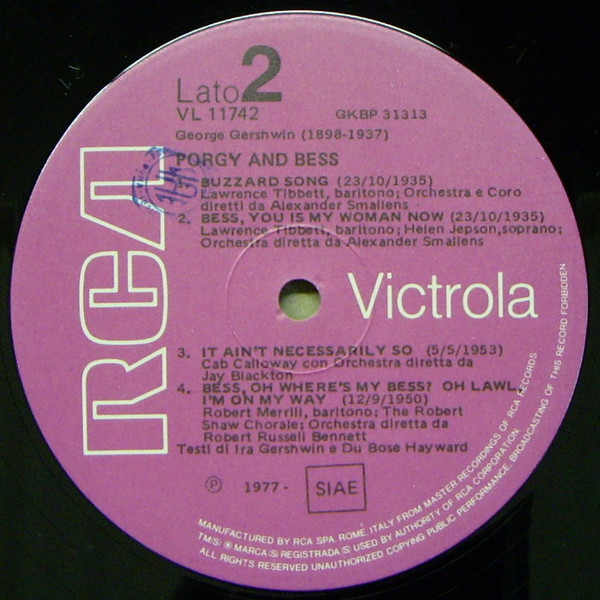 Lato 2
VL 11742 GKBP 31313
George Gershwin (1898-1937)
PORGY AND BESS
1. BUZZARD SONG (23/10/1935)
Lawrence Tibbett, baritono; Orchestra e Coro
diretti da Alexander Smallens
2. BESS, YOU IS MY WOMAN NOW (23/10/1935)
Lawrence Tibbett, baritono; Helen Jepson, soprano;
Orchestra diretta da Alexander Smallens
RCA
Victrola
3. IT AIN'T NECESSARILY SO (5/5/1953)
Cab Calloway con Orchestra diretta da
Jay Blackton
4. BESS, OH WHERE'S MY BESS? OH LAWL,
I'M ON MY WAY (12/9/1950)
Robert Merrill, baritono; The Robert
Shaw Chorale; Orchestra diretta da
Robert Russell Bennett
Testi di Ira Gershwin e Du Bose Hayward
Ⓟ 1977 - SIAE
MANUFACTURED BY RCA SPA. ROME, ITALY FROM MASTER RECORDINGS OF RCA RECORDS
TM(S) ® MARCA(S) REGISTRADA(S) USED BY AUTHORITY OF RCA CORPORATION.
ALL RIGHTS RESERVED UNAUTHORIZED COPYING PUBLIC PERFORMANCE, BROADCASTING OF THIS RECORD FORBIDDEN